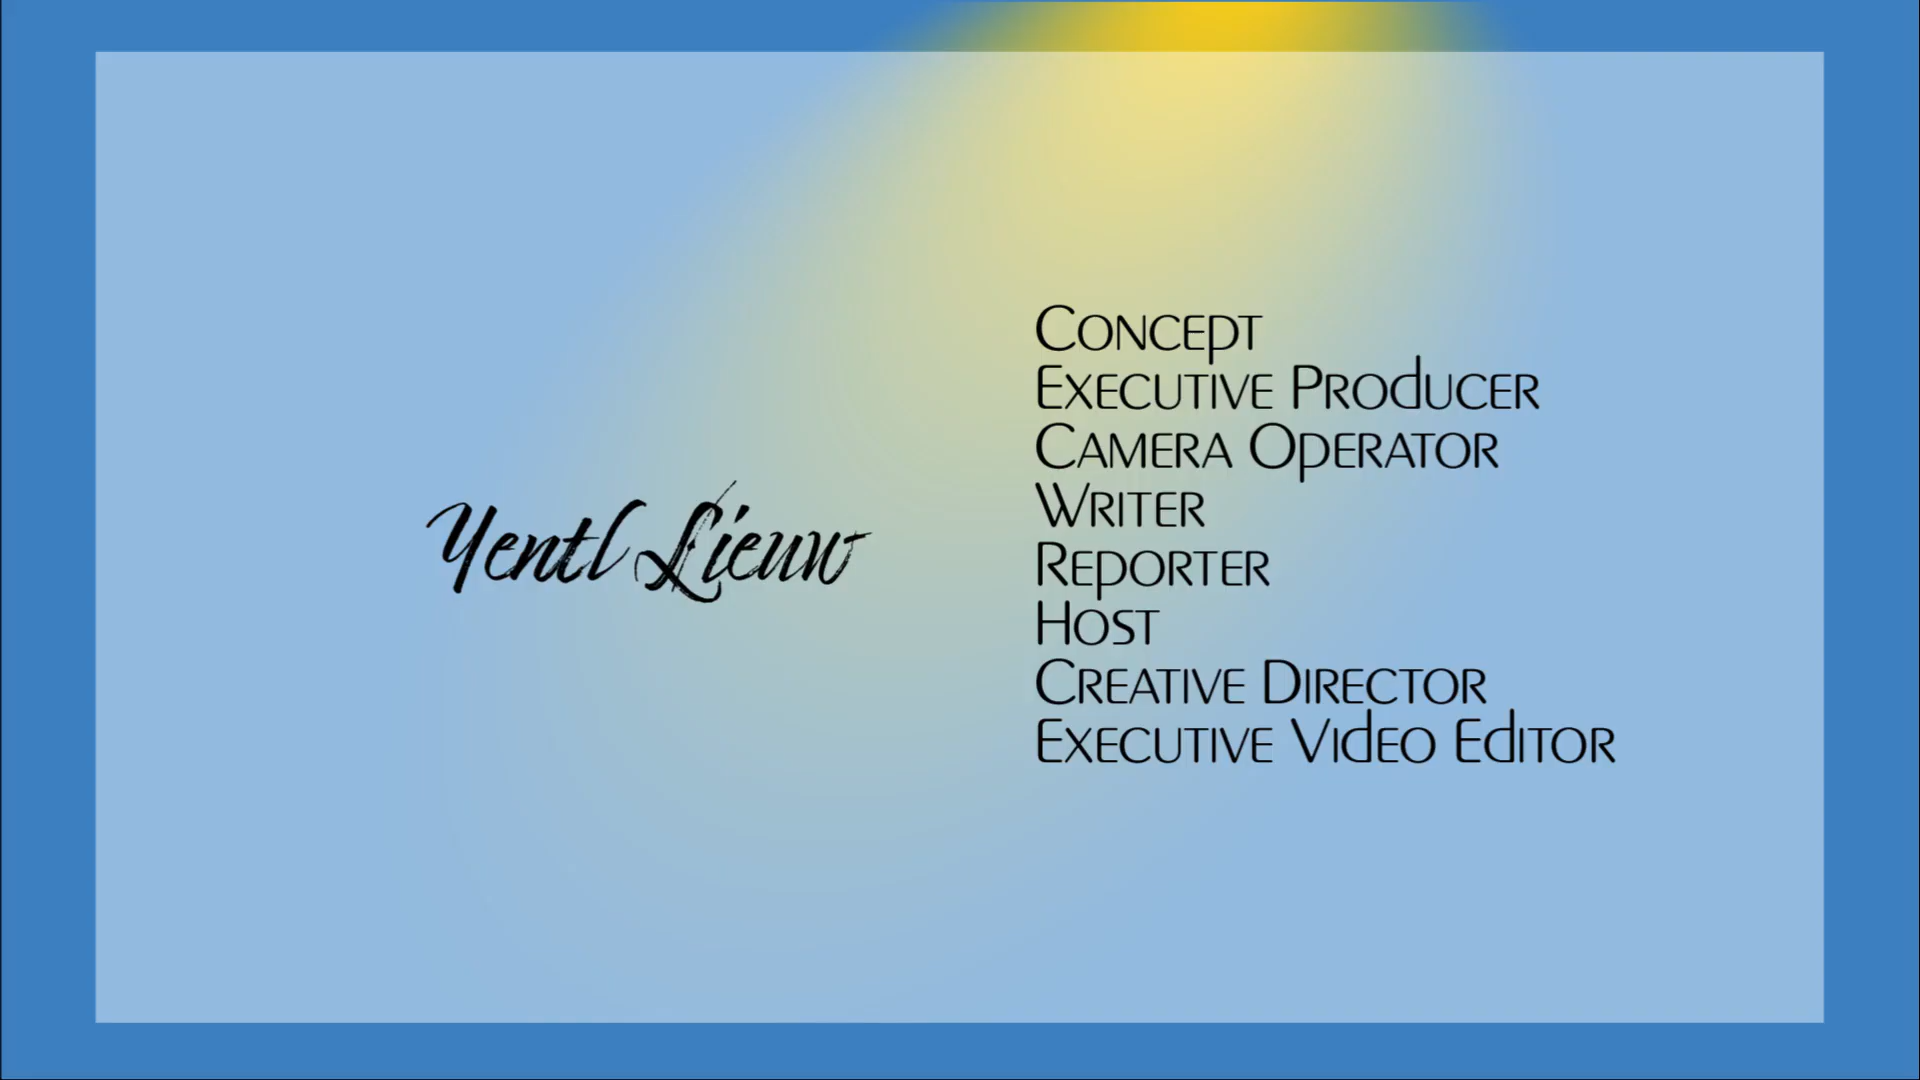 Yentl Lieuw
Concept
Executive Producer
Camera Operator
Writer
Reporter
Host
Creative Director
Executive Video Editor